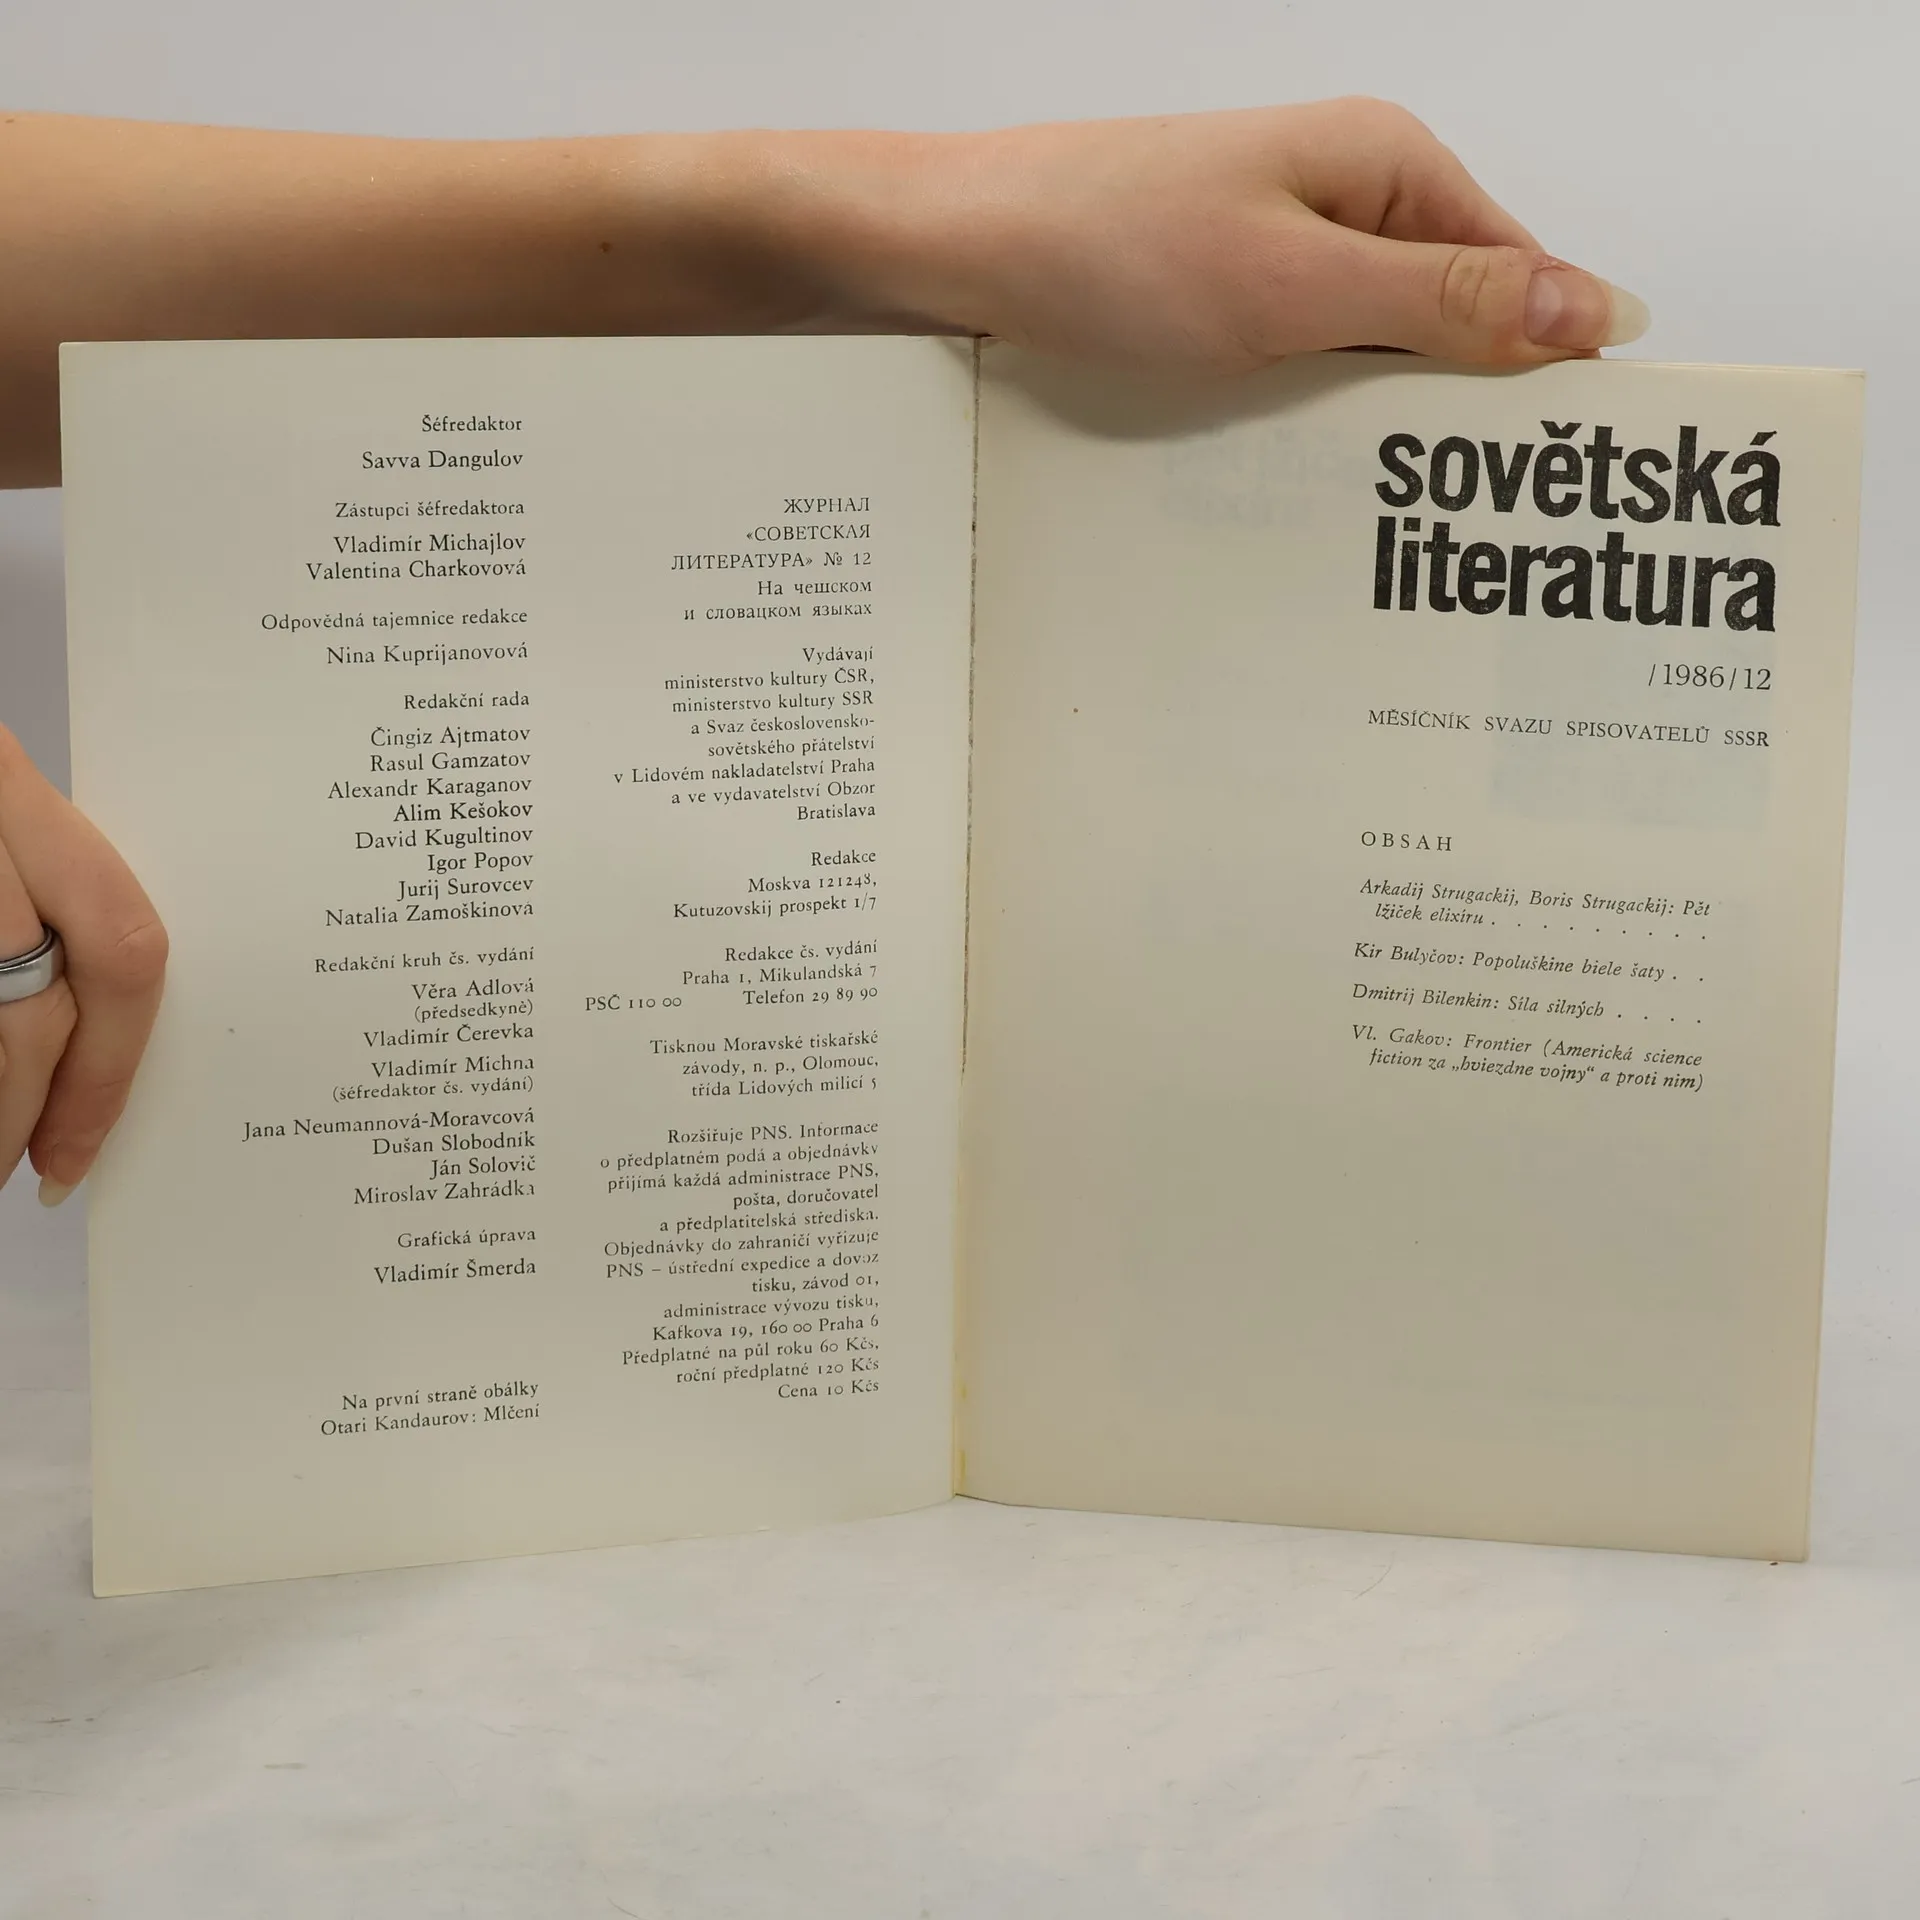 Šéfredaktor
Savva Dangulov
Zástupci šéfredaktora
Vladimír Michajlov
Valentina Charkovová
Odpovědná tajemnice redakce
Nina Kuprijanovová
Redakční rada
Čingiz Ajtmatov
Rasul Gamzatov
Alexandr Karaganov
Alim Kešokov
David Kugultinov
Igor Popov
Jurij Surovcev
Natalia Zamoškinová
Redakční kruh čs. vydání
Věra Adlová
(předsedkyně)
Vladimír Čerevka
Vladimír Michna
(šéfredaktor čs. vydání)
Jana Neumannová-Moravcová
Dušan Slobodník
Ján Solovič
Miroslav Zahrádka
Grafická úprava
Vladimír Šmerda
Na první straně obálky
Otari Kandaurov: Mlčení
ЖУРНАЛ
«СОВЕТСКАЯ
ЛИТЕРАТУРА» № 12
На чешском
и словацком языках
Vydávají
ministerstvo kultury ČSR,
ministerstvo kultury SSR
a Svaz československo-
sovětského přátelství
v Lidovém nakladatelství Praha
a ve vydavatelství Obzor
Bratislava
Redakce
Moskva 121248,
Kutuzovskij prospekt 1/7
Redakce čs. vydání
Praha 1, Mikulandská 7
PSČ 110 00 Telefon 29 89 90
Tisknou Moravské tiskařské
závody, n. p., Olomouc,
třída Lidových milicí 5
Rozšiřuje PNS. Informace
o předplatném podá a objednávky
přijímá každá administrace PNS,
pošta, doručovatel
a předplatitelská střediska.
Objednávky do zahraničí vyřizuje
PNS – ústřední expedice a dovoz
tisku, závod 01,
administrace vývozu tisku,
Kafkova 19, 160 00 Praha 6
Předplatné na půl roku 60 Kčs,
roční předplatné 120 Kčs
Cena 10 Kčs
sovětská
literatura
/1986/12
MĚSÍČNÍK SVAZU SPISOVATELŮ SSSR
OBSAH
Arkadij Strugackij, Boris Strugackij: Pět
lžiček elixíru . . . . . . . . .
Kir Bulyčov: Popoluškine biele šaty . .
Dmitrij Bilenkin: Síla silných . . . .
Vl. Gakov: Frontier (Americká science
fiction za „hviezdne vojny“ a proti nim)